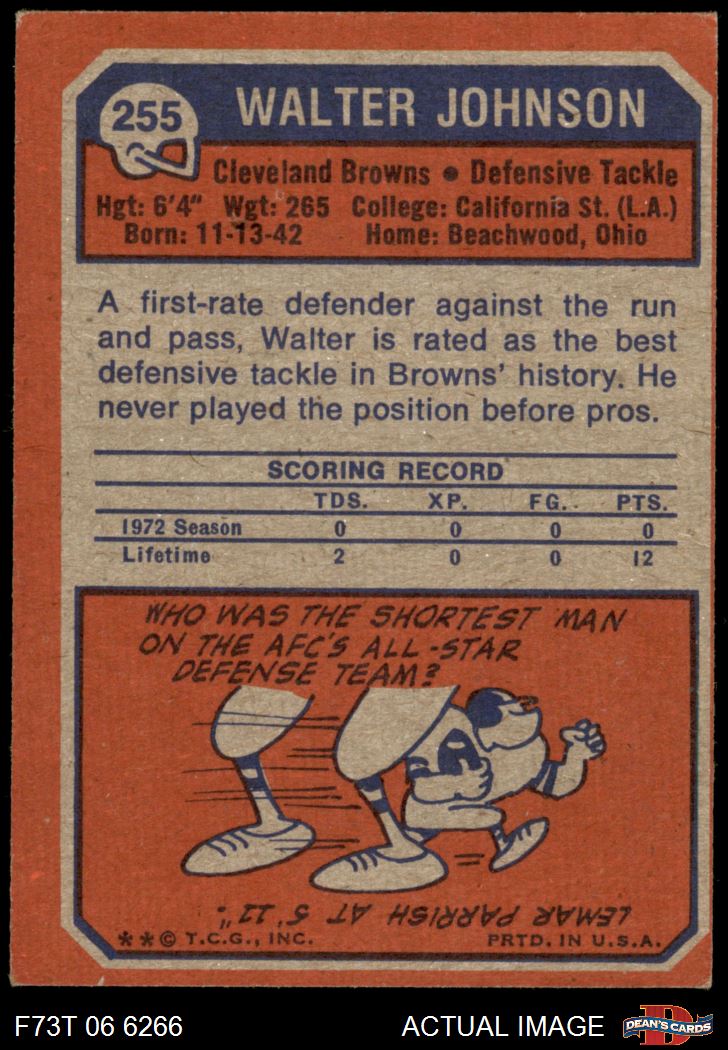 255
WALTER JOHNSON
Cleveland Browns • Defensive Tackle
Hgt: 6'4" Wgt: 265 College: California St. (L.A.)
Born: 11-13-42 Home: Beachwood, Ohio
A first-rate defender against the run
and pass, Walter is rated as the best
defensive tackle in Browns' history. He
never played the position before pros.
SCORING RECORD
TDS. XP. FG. PTS.
1972 Season 0 0 0 0
Lifetime 2 0 0 12
WHO WAS THE SHORTEST MAN
ON THE AFC'S ALL-STAR
DEFENSE TEAM?
LEMAR PARRISH AT 5' 11".
**© T.C.G., INC. PRTD. IN U.S.A.
F73T 06 6266 ACTUAL IMAGE
D
DEAN'S CARDS